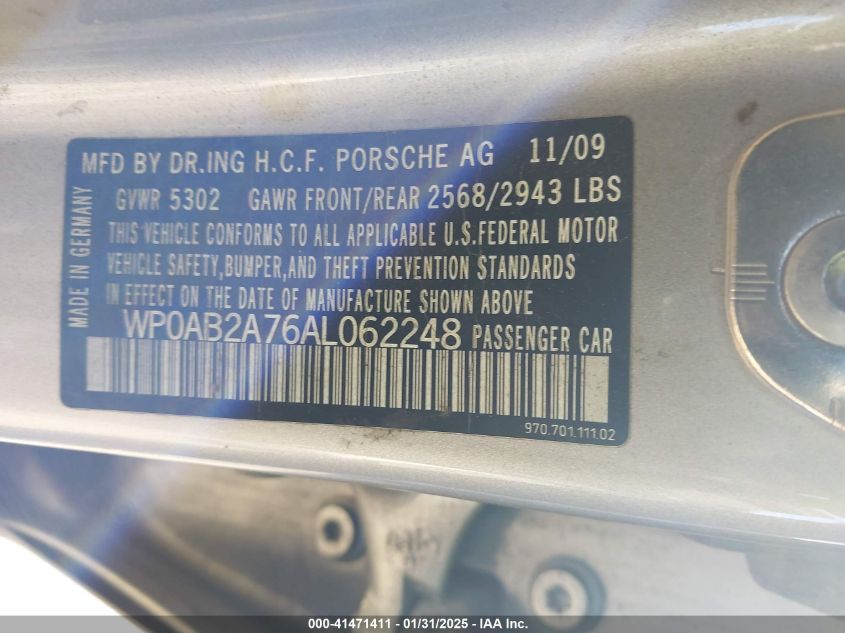 MFD BY DR.ING H.C.F. PORSCHE AG 11/09
GVWR 5302 GAWR FRONT/REAR 2568/2943 LBS
THIS VEHICLE CONFORMS TO ALL APPLICABLE U.S.FEDERAL MOTOR
VEHICLE SAFETY,BUMPER,AND THEFT PREVENTION STANDARDS
IN EFFECT ON THE DATE OF MANUFACTURE SHOWN ABOVE
WP0AB2A76AL062248 PASSENGER CAR
970.701.111.02
MADE IN GERMANY
000-41471411 - 01/31/2025 - IAA Inc.